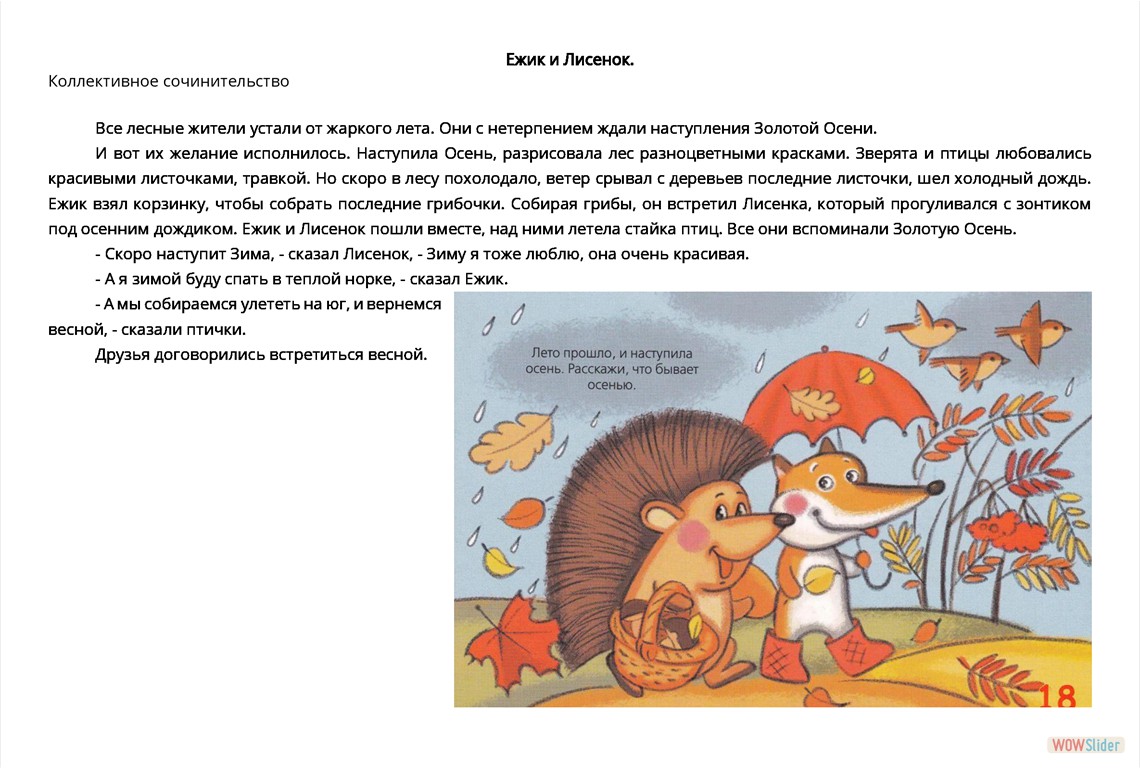 Ежик и Лисенок.
Коллективное сочинительство
Все лесные жители устали от жаркого лета. Они с нетерпением ждали наступления Золотой Осени.
И вот их желание исполнилось. Наступила Осень, разрисовала лес разноцветными красками. Зверята и птицы любовались
красивыми листочками, травкой. Но скоро в лесу похолодало, ветер срывал с деревьев последние листочки, шел холодный дождь.
Ежик взял корзинку, чтобы собрать последние грибочки. Собирая грибы, он встретил Лисенка, который прогуливался с зонтиком
под осенним дождиком. Ежик и Лисенок пошли вместе, над ними летела стайка птиц. Все они вспоминали Золотую Осень.
- Скоро наступит Зима, - сказал Лисенок, - Зиму я тоже люблю, она очень красивая.
- А я зимой буду спать в теплой норке, - сказал Ежик.
- А мы собираемся улететь на юг, и вернемся
весной, - сказали птички.
Друзья договорились встретиться весной.
Лето прошло, и наступила
осень. Расскажи, что бывает
осенью.
18
WOWSlider